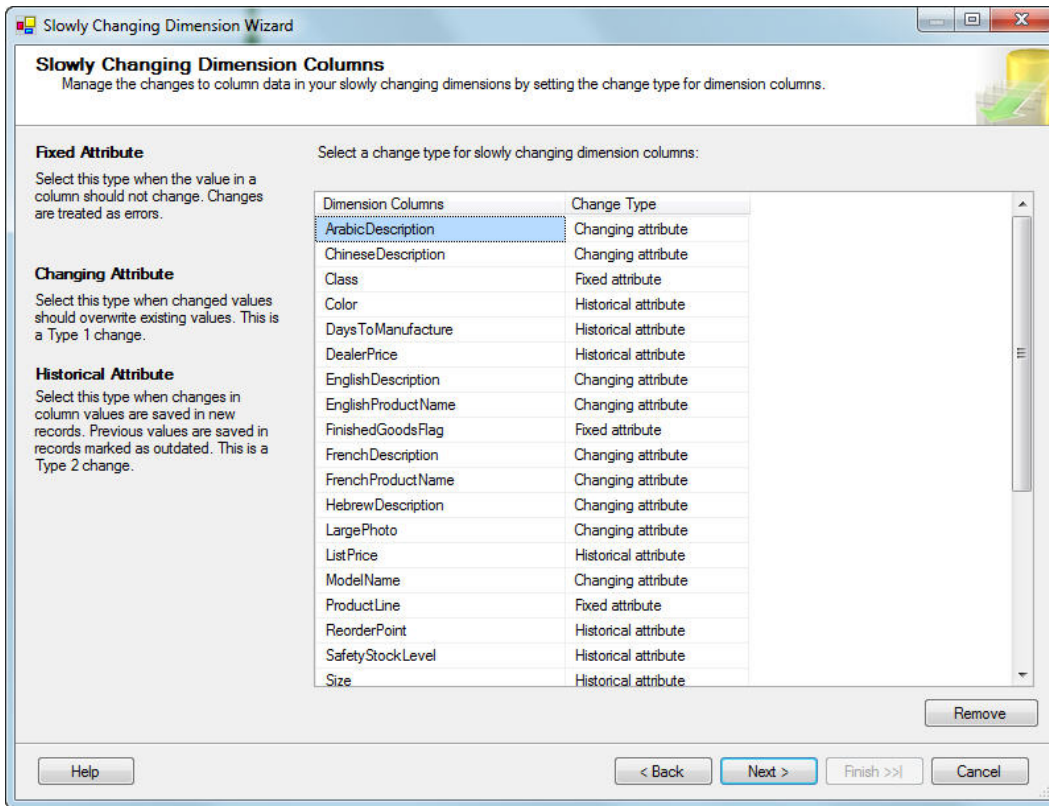 Slowly Changing Dimension Wizard
Slowly Changing Dimension Columns
Manage the changes to column data in your slowly changing dimensions by setting the change type for dimension columns.
Fixed Attribute
Select this type when the value in a
column should not change. Changes
are treated as errors.
Changing Attribute
Select this type when changed values
should overwrite existing values. This is
a Type 1 change.
Historical Attribute
Select this type when changes in
column values are saved in new
records. Previous values are saved in
records marked as outdated. This is a
Type 2 change.
Select a change type for slowly changing dimension columns:
Dimension Columns Change Type
ArabicDescription Changing attribute
ChineseDescription Changing attribute
Class Fixed attribute
Color Historical attribute
DaysToManufacture Historical attribute
DealerPrice Historical attribute
EnglishDescription Changing attribute
EnglishProductName Changing attribute
FinishedGoodsFlag Fixed attribute
FrenchDescription Changing attribute
FrenchProductName Changing attribute
HebrewDescription Changing attribute
LargePhoto Changing attribute
ListPrice Historical attribute
ModelName Changing attribute
ProductLine Fixed attribute
ReorderPoint Historical attribute
SafetyStockLevel Historical attribute
Size Historical attribute
Remove
Help < Back Next > Finish >>| Cancel